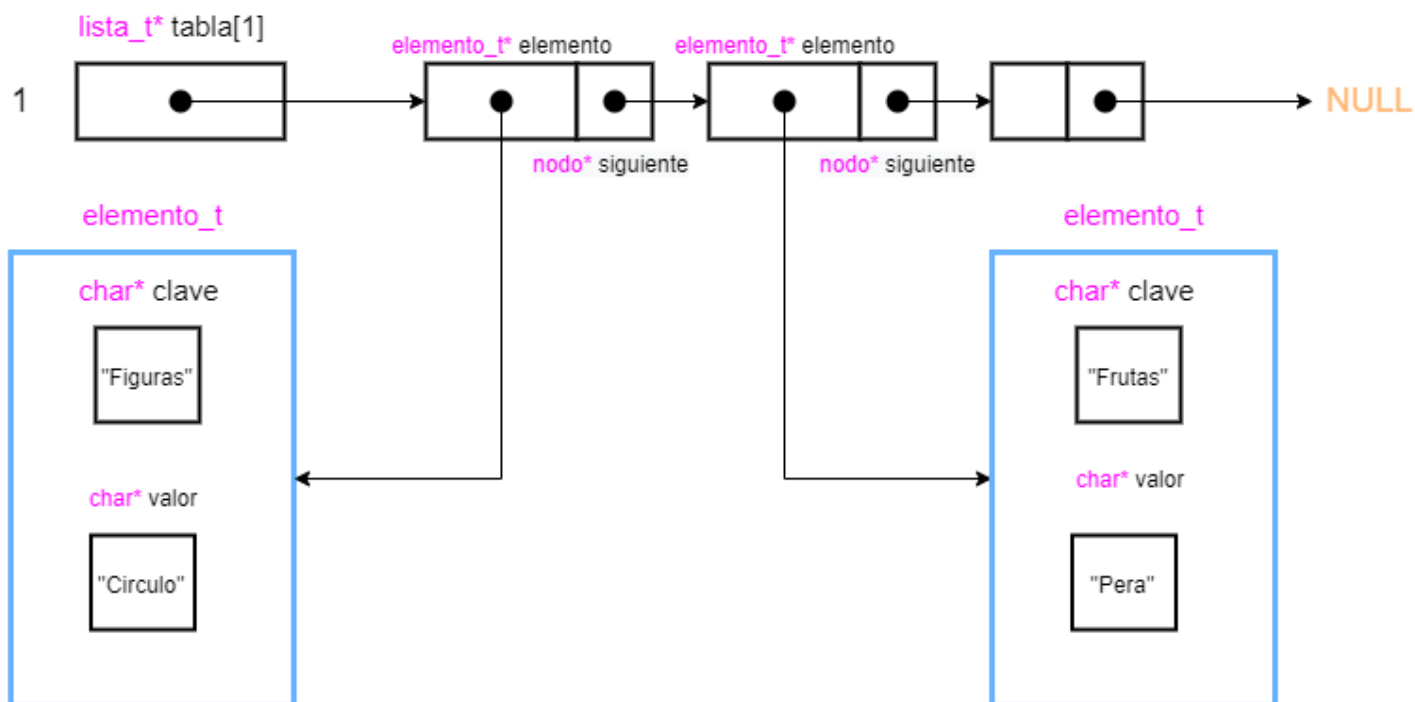 lista_t* tabla[1]
elemento_t* elemento
elemento_t* elemento
1
NULL
nodo* siguiente
nodo* siguiente
elemento_t
elemento_t
char* clave
char* clave
"Figuras"
"Frutas"
char* valor
char* valor
"Circulo"
"Pera"